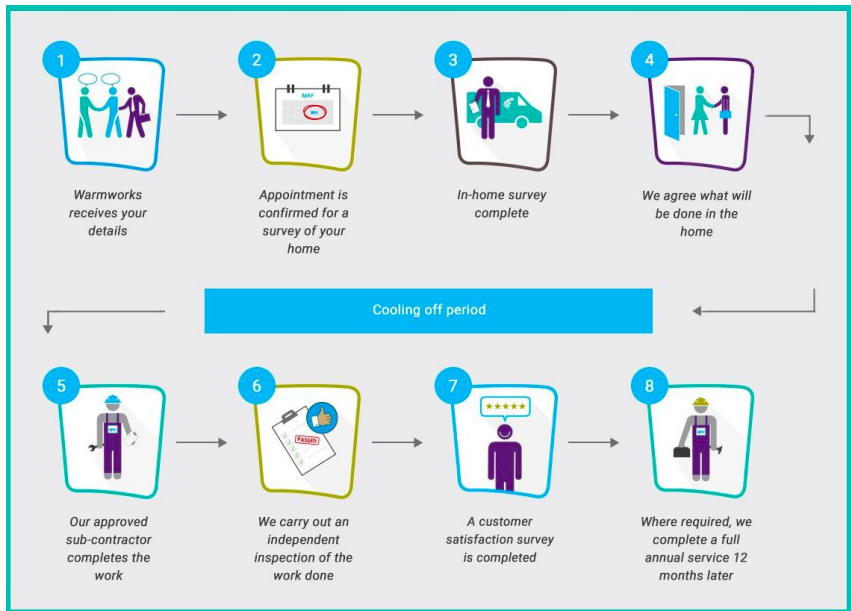 1
2
3
4
MAY
WW
Warmworks
receives your
details
Appointment is
confirmed for a
survey of your
home
In-home survey
complete
We agree what will
be done in the
home
Cooling off period
5
6
7
8
PASSED
Our approved
sub-contractor
completes the
work
We carry out an
independent
inspection of the
work done
A customer
satisfaction survey
is completed
Where required, we
complete a full
annual service 12
months later